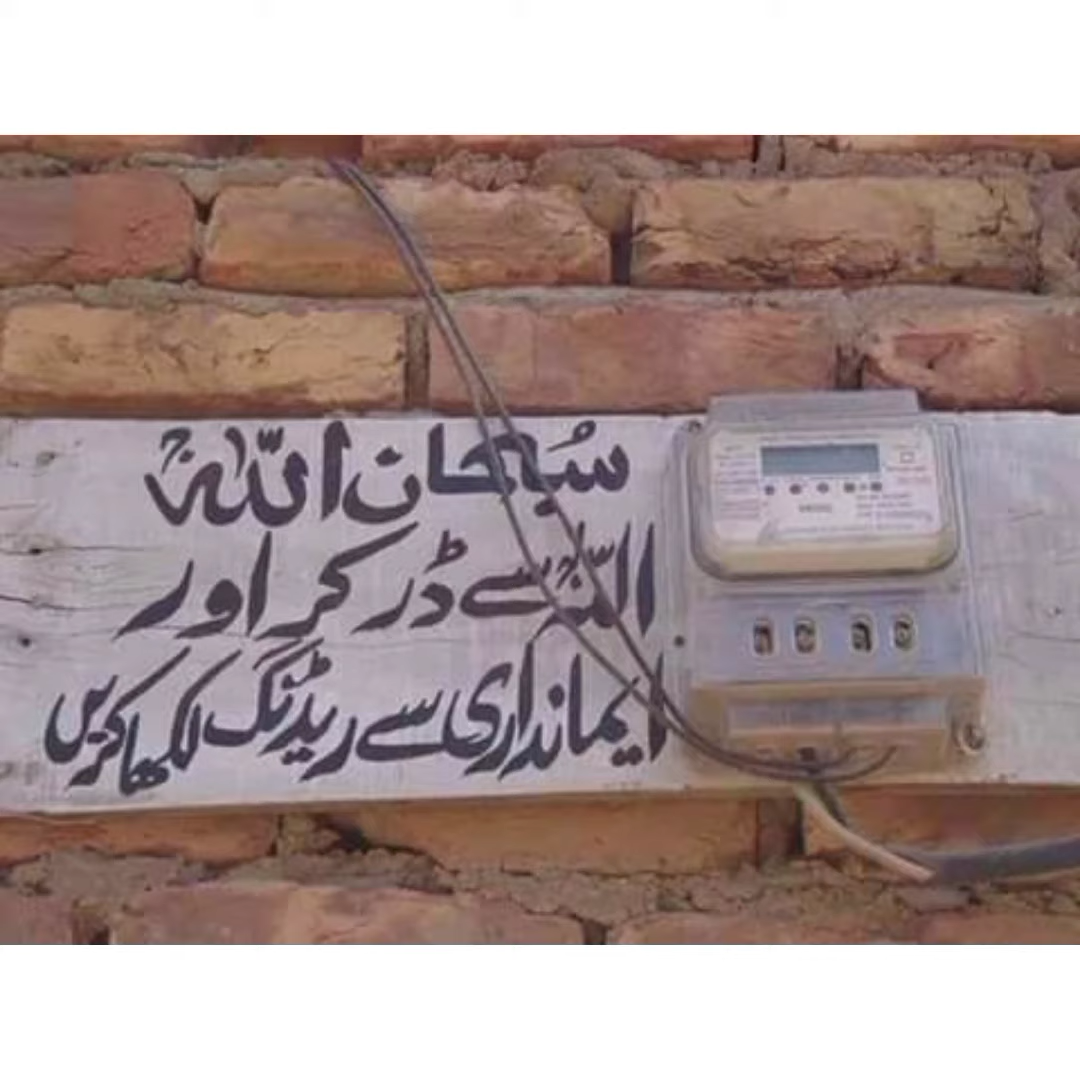 سُبحان اللہ
اللہ سے ڈر کر اور
ایمانداری سے ریڈنگ لکھا کریں